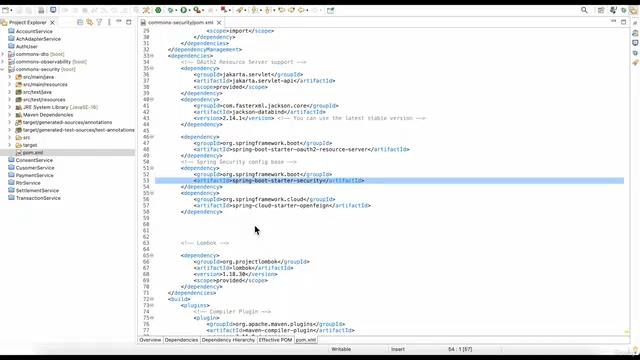 Project Explorer
AccountService
AchAdapterService
AuthUser
commons-dto [boot]
commons-observability [boot]
commons-security [boot]
src/main/java
src/main/resources
src/test/java
src/test/resources
JRE System Library [JavaSE-16]
Maven Dependencies
target/generated-sources/annotations
target/generated-test-sources/test-annotations
src
target
pom.xml
ConsentService
CustomerService
PaymentService
RtrService
SettlementService
TransactionService
commons-security/pom.xml
29 <scope>import</scope>
30 </dependency>
31 </dependencies>
32 </dependencyManagement>
33 <dependencies>
34 <!-- OAuth2 Resource Server support -->
35 <dependency>
36 <groupId>jakarta.servlet</groupId>
37 <artifactId>jakarta.servlet-api</artifactId>
38 <scope>provided</scope>
39 </dependency>
40 <dependency>
41 <groupId>com.fasterxml.jackson.core</groupId>
42 <artifactId>jackson-databind</artifactId>
43 <version>2.14.1</version> <!-- You can use the latest stable version -->
44 </dependency>
45
46 <dependency>
47 <groupId>org.springframework.boot</groupId>
48 <artifactId>spring-boot-starter-oauth2-resource-server</artifactId>
49 </dependency>
50 <!-- Spring Security config base -->
51 <dependency>
52 <groupId>org.springframework.boot</groupId>
53 <artifactId>spring-boot-starter-security</artifactId>
54 </dependency>
55 <dependency>
56 <groupId>org.springframework.cloud</groupId>
57 <artifactId>spring-cloud-starter-openfeign</artifactId>
58 </dependency>
59
60
61
62
63 <!-- Lombok -->
64
65 <dependency>
66 <groupId>org.projectlombok</groupId>
67 <artifactId>lombok</artifactId>
68 <version>1.18.30</version>
69 <scope>provided</scope>
70 </dependency>
71 </dependencies>
72 <build>
73 <plugins>
74 <!-- Compiler Plugin -->
75 <plugin>
76 <groupId>org.apache.maven.plugins</groupId>
77 <artifactId>maven-compiler-plugin</artifactId>
Overview Dependencies Dependency Hierarchy Effective POM pom.xml
Writable Insert 54 : 1 [57]